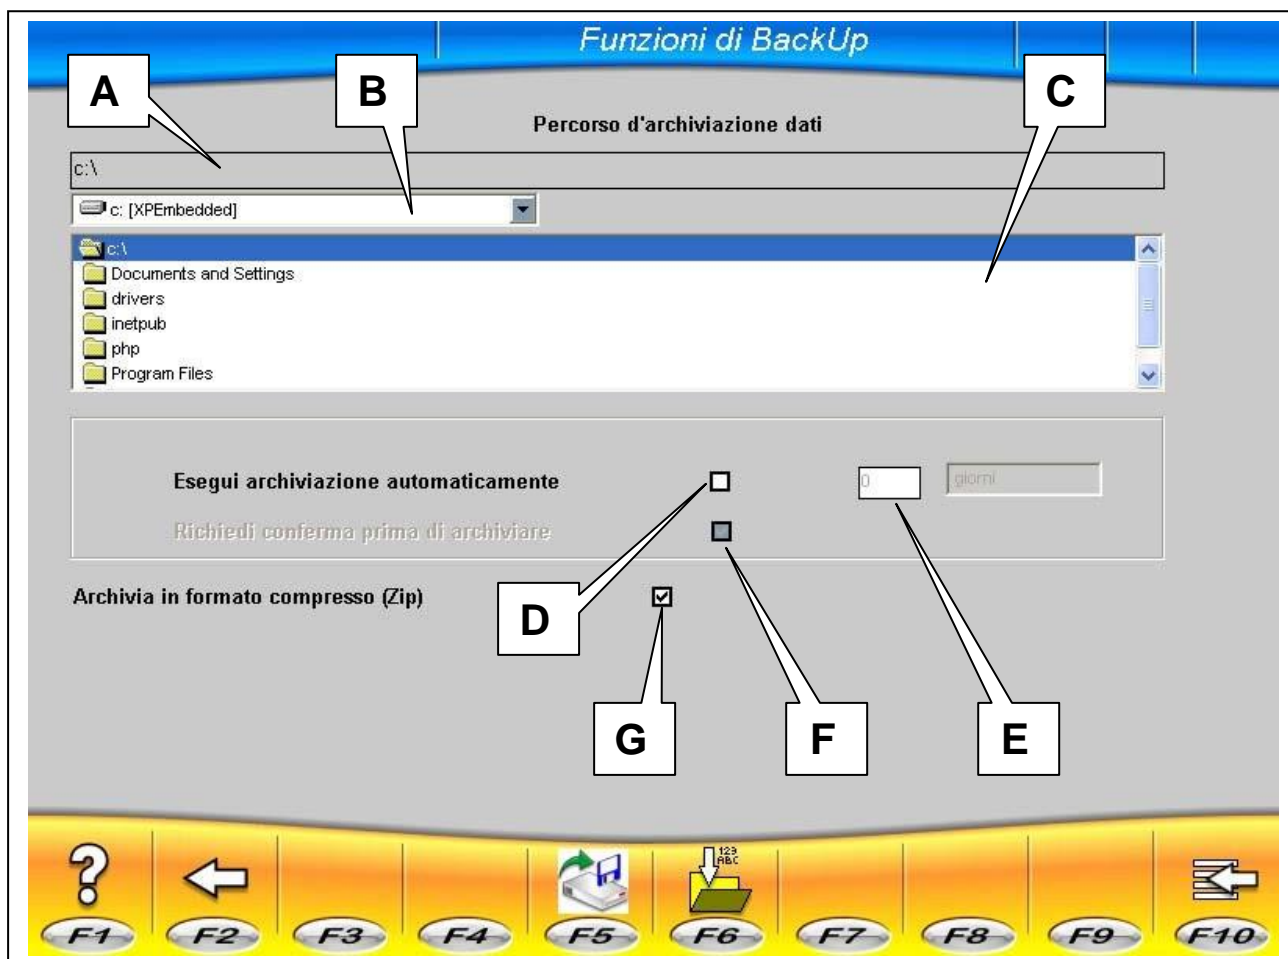 Funzioni di BackUp
A B C
Percorso d'archiviazione dati
c:\
c: [XPEmbedded]
c:\
Documents and Settings
drivers
inetpub
php
Program Files
Esegui archiviazione automaticamente 0 giorni
Richiedi conferma prima di archiviare
Archivia in formato compresso (Zip)
D
G F E
123
ABC
F1 F2 F3 F4 F5 F6 F7 F8 F9 F10